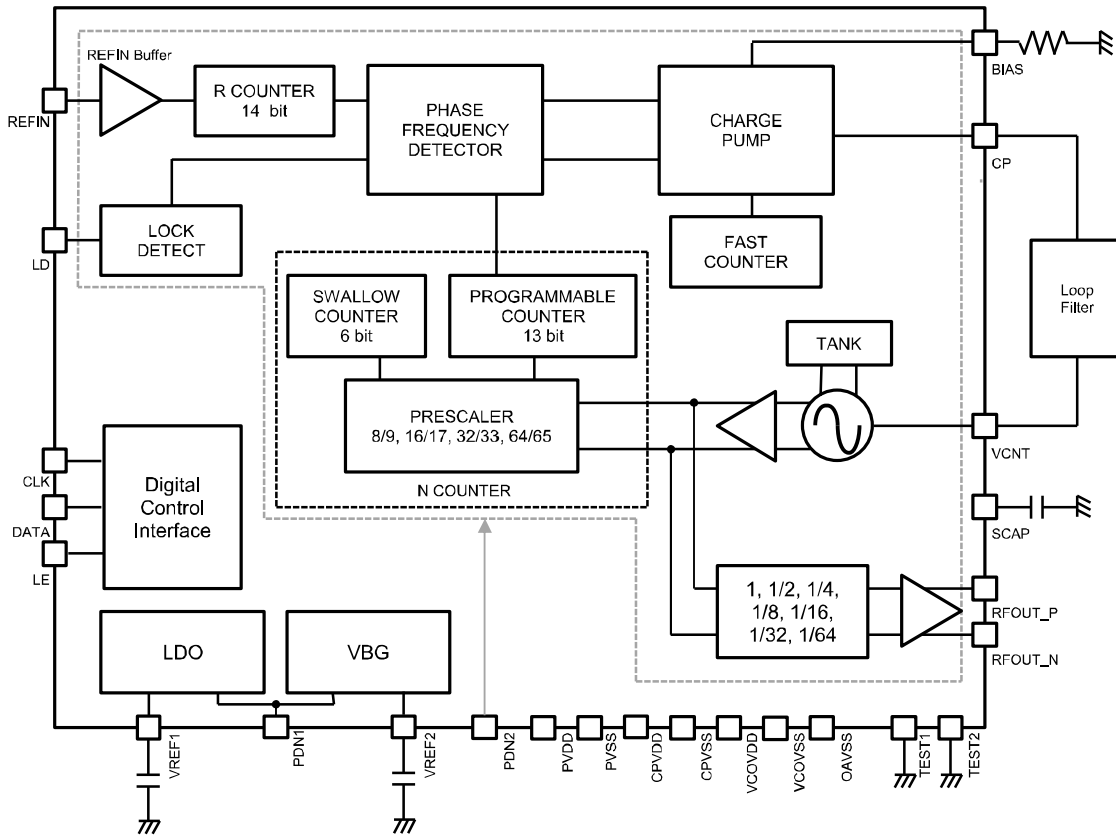 REFIN Buffer
REFIN
R COUNTER
14 bit
PHASE
FREQUENCY
DETECTOR
CHARGE
PUMP
BIAS
CP
LOCK
DETECT
LD
FAST
COUNTER
Loop
Filter
SWALLOW
COUNTER
6 bit
PROGRAMMABLE
COUNTER
13 bit
TANK
PRESCALER
8/9, 16/17, 32/33, 64/65
N COUNTER
VCNT
SCAP
CLK
DATA
LE
Digital
Control
Interface
1, 1/2, 1/4,
1/8, 1/16,
1/32, 1/64
RFOUT_P
RFOUT_N
LDO
VBG
VREF1
PDN1
VREF2
PDN2
PVDD
PVSS
CPVDD
CPVSS
VCOVDD
VCOVSS
OAVSS
TEST1
TEST2